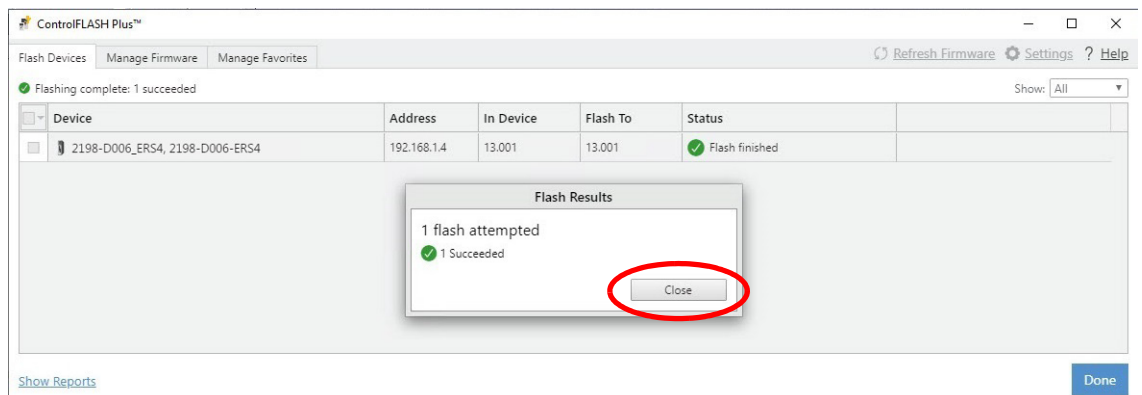 ControlFLASH Plus™
Flash Devices Manage Firmware Manage Favorites Refresh Firmware Settings ? Help
Flashing complete: 1 succeeded Show: All
Device Address In Device Flash To Status
2198-D006_ERS4, 2198-D006-ERS4 192.168.1.4 13.001 13.001 Flash finished
Flash Results
1 flash attempted
1 Succeeded
Close
Show Reports Done